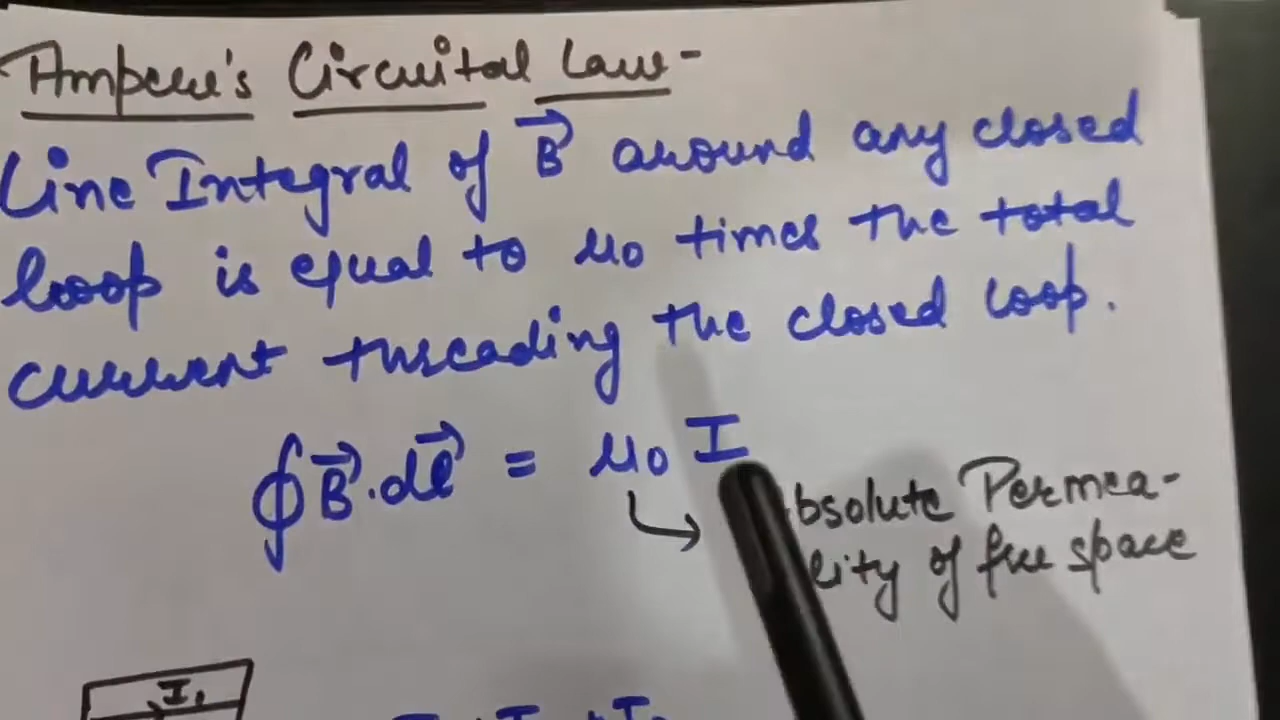 Ampere's Circuital Law-
Line Integral of B⃗ around any closed
loop is equal to μ0 times the total
current threading the closed loop.
∮B⃗.dl⃗ = μ0 I
bsolute Permea-
lity of free space
I1